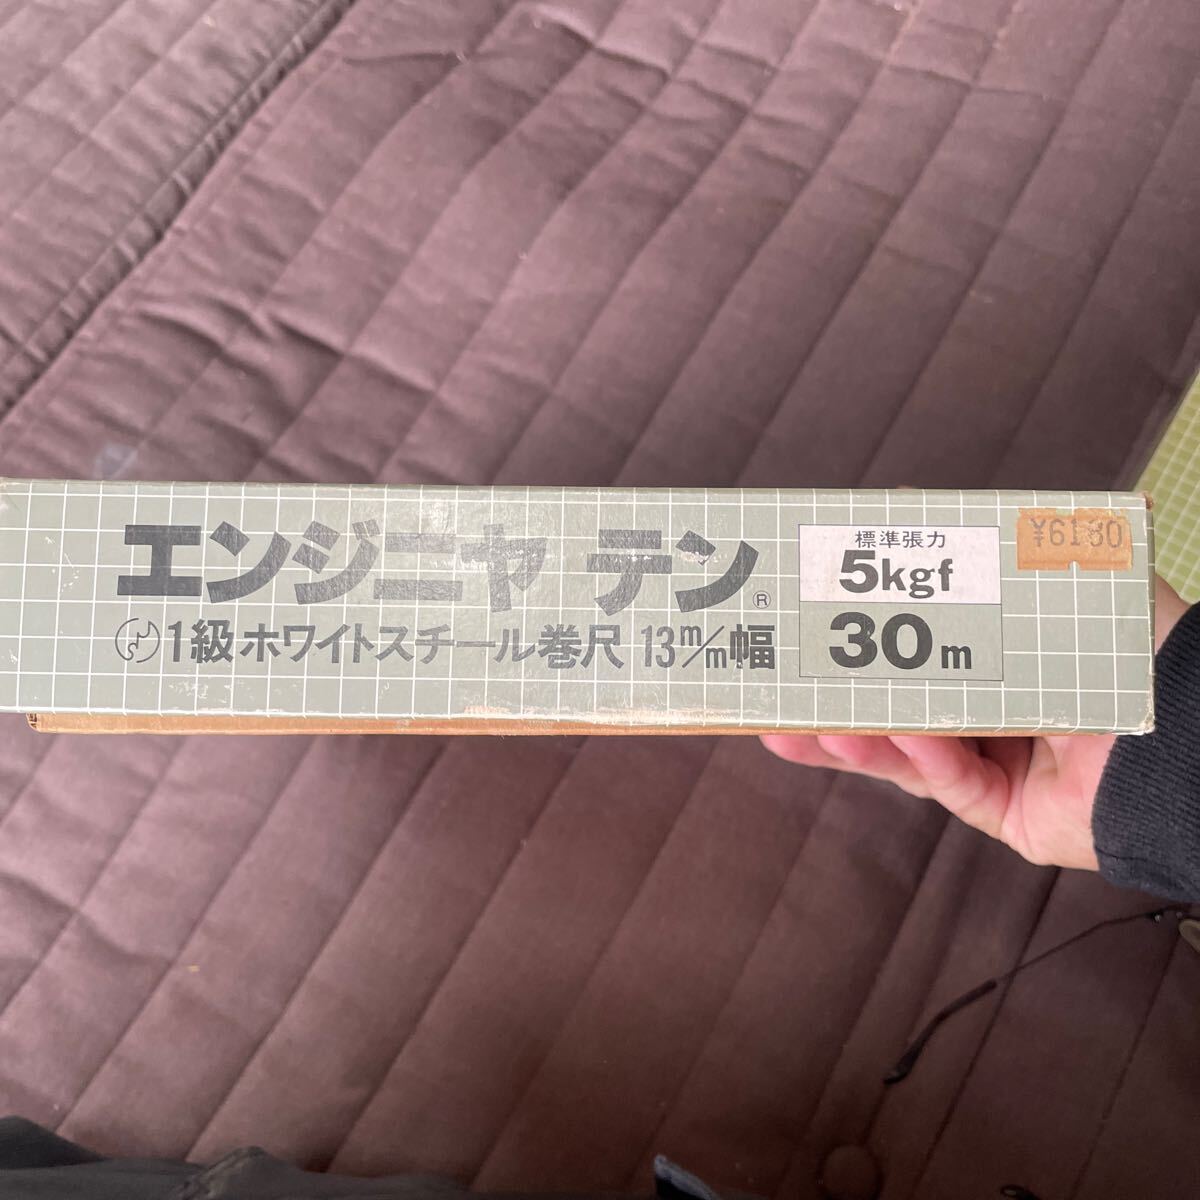 エンジニヤ テン®
1級ホワイトスチール巻尺 13m/m幅
標準張力
5kgf
30m
¥6180